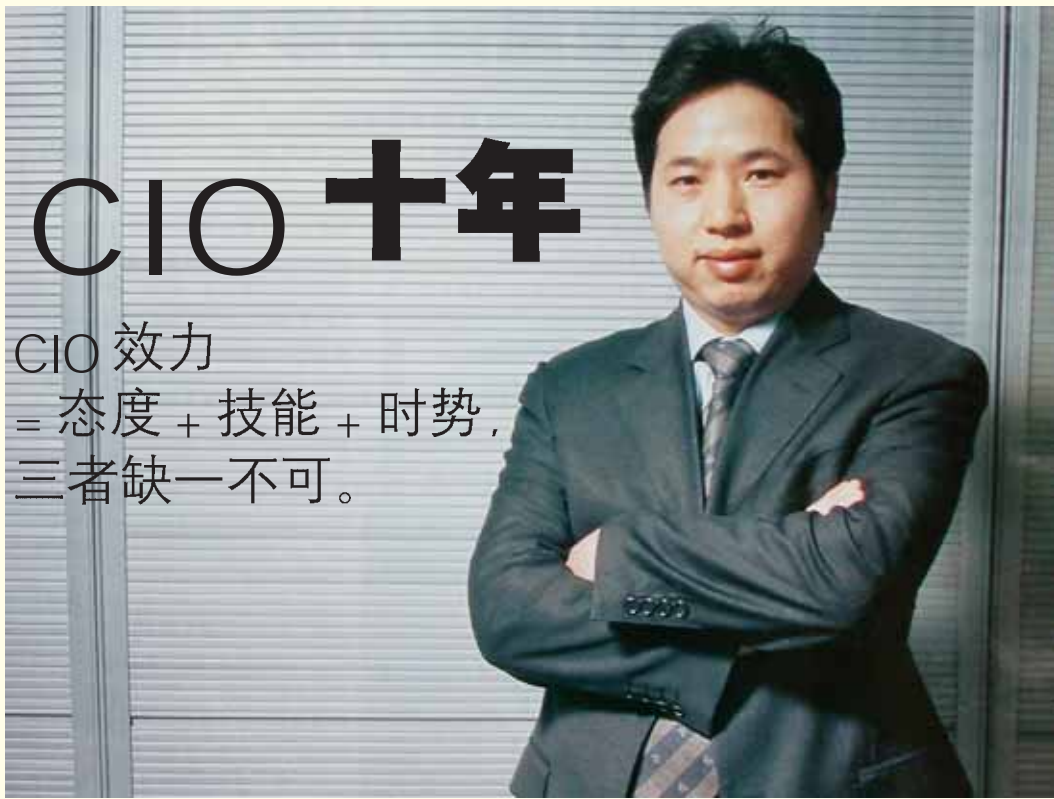 CIO 十年
CIO 效力
= 态度 + 技能 + 时势，
三者缺一不可。